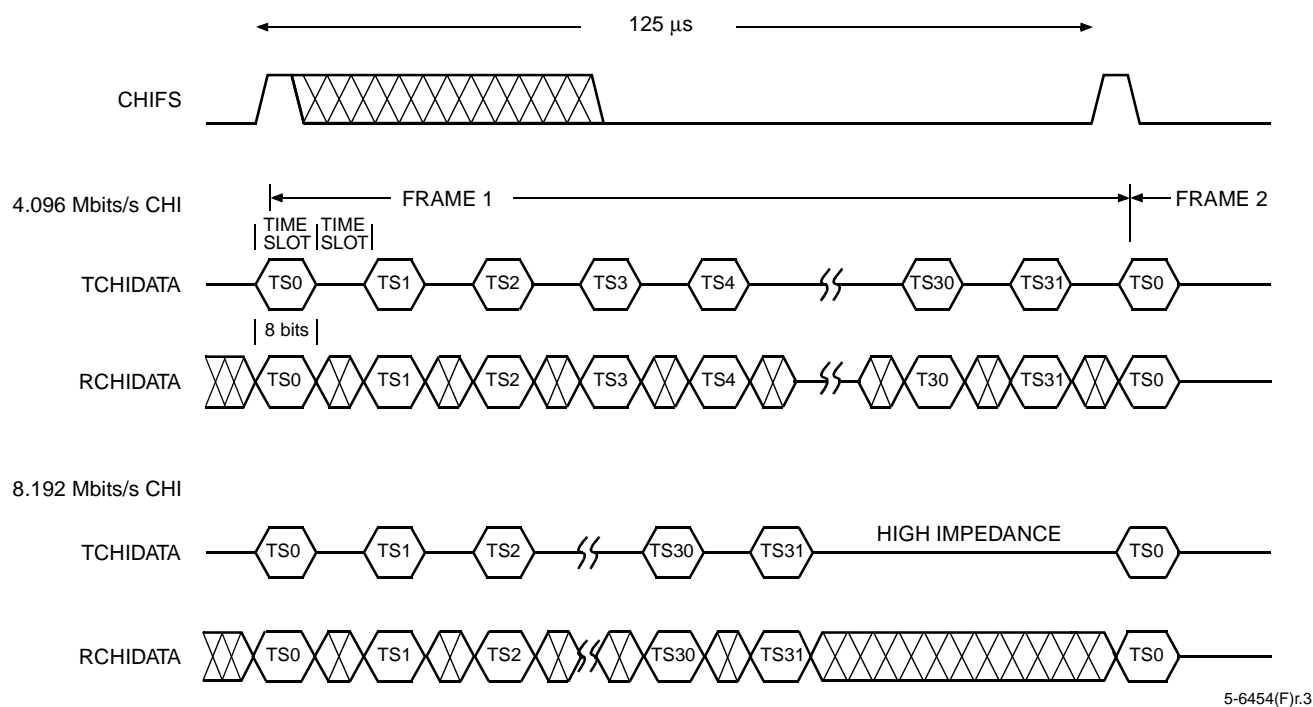 125 μs
CHIFS
4.096 Mbits/s CHI
FRAME 1
FRAME 2
TIME SLOT
TIME SLOT
TCHIDATA
TS0
TS1
TS2
TS3
TS4
TS30
TS31
TS0
8 bits
RCHIDATA
TS0
TS1
TS2
TS3
TS4
T30
TS31
TS0
8.192 Mbits/s CHI
TCHIDATA
TS0
TS1
TS2
TS30
TS31
HIGH IMPEDANCE
TS0
RCHIDATA
TS0
TS1
TS2
TS30
TS31
TS0
5-6454(F)r.3